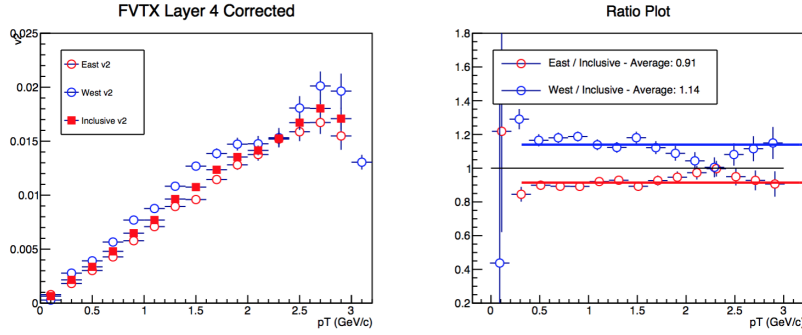 FVTX Layer 4 Corrected
v2
0.025
0.02
0.015
0.01
0.005
0
East v2
West v2
Inclusive v2
0 0.5 1 1.5 2 2.5 3
pT (GeV/c)
Ratio Plot
1.8
1.6
1.4
1.2
1
0.8
0.6
0.4
0.2
East / Inclusive - Average: 0.91
West / Inclusive - Average: 1.14
0 0.5 1 1.5 2 2.5 3
pT (GeV/c)